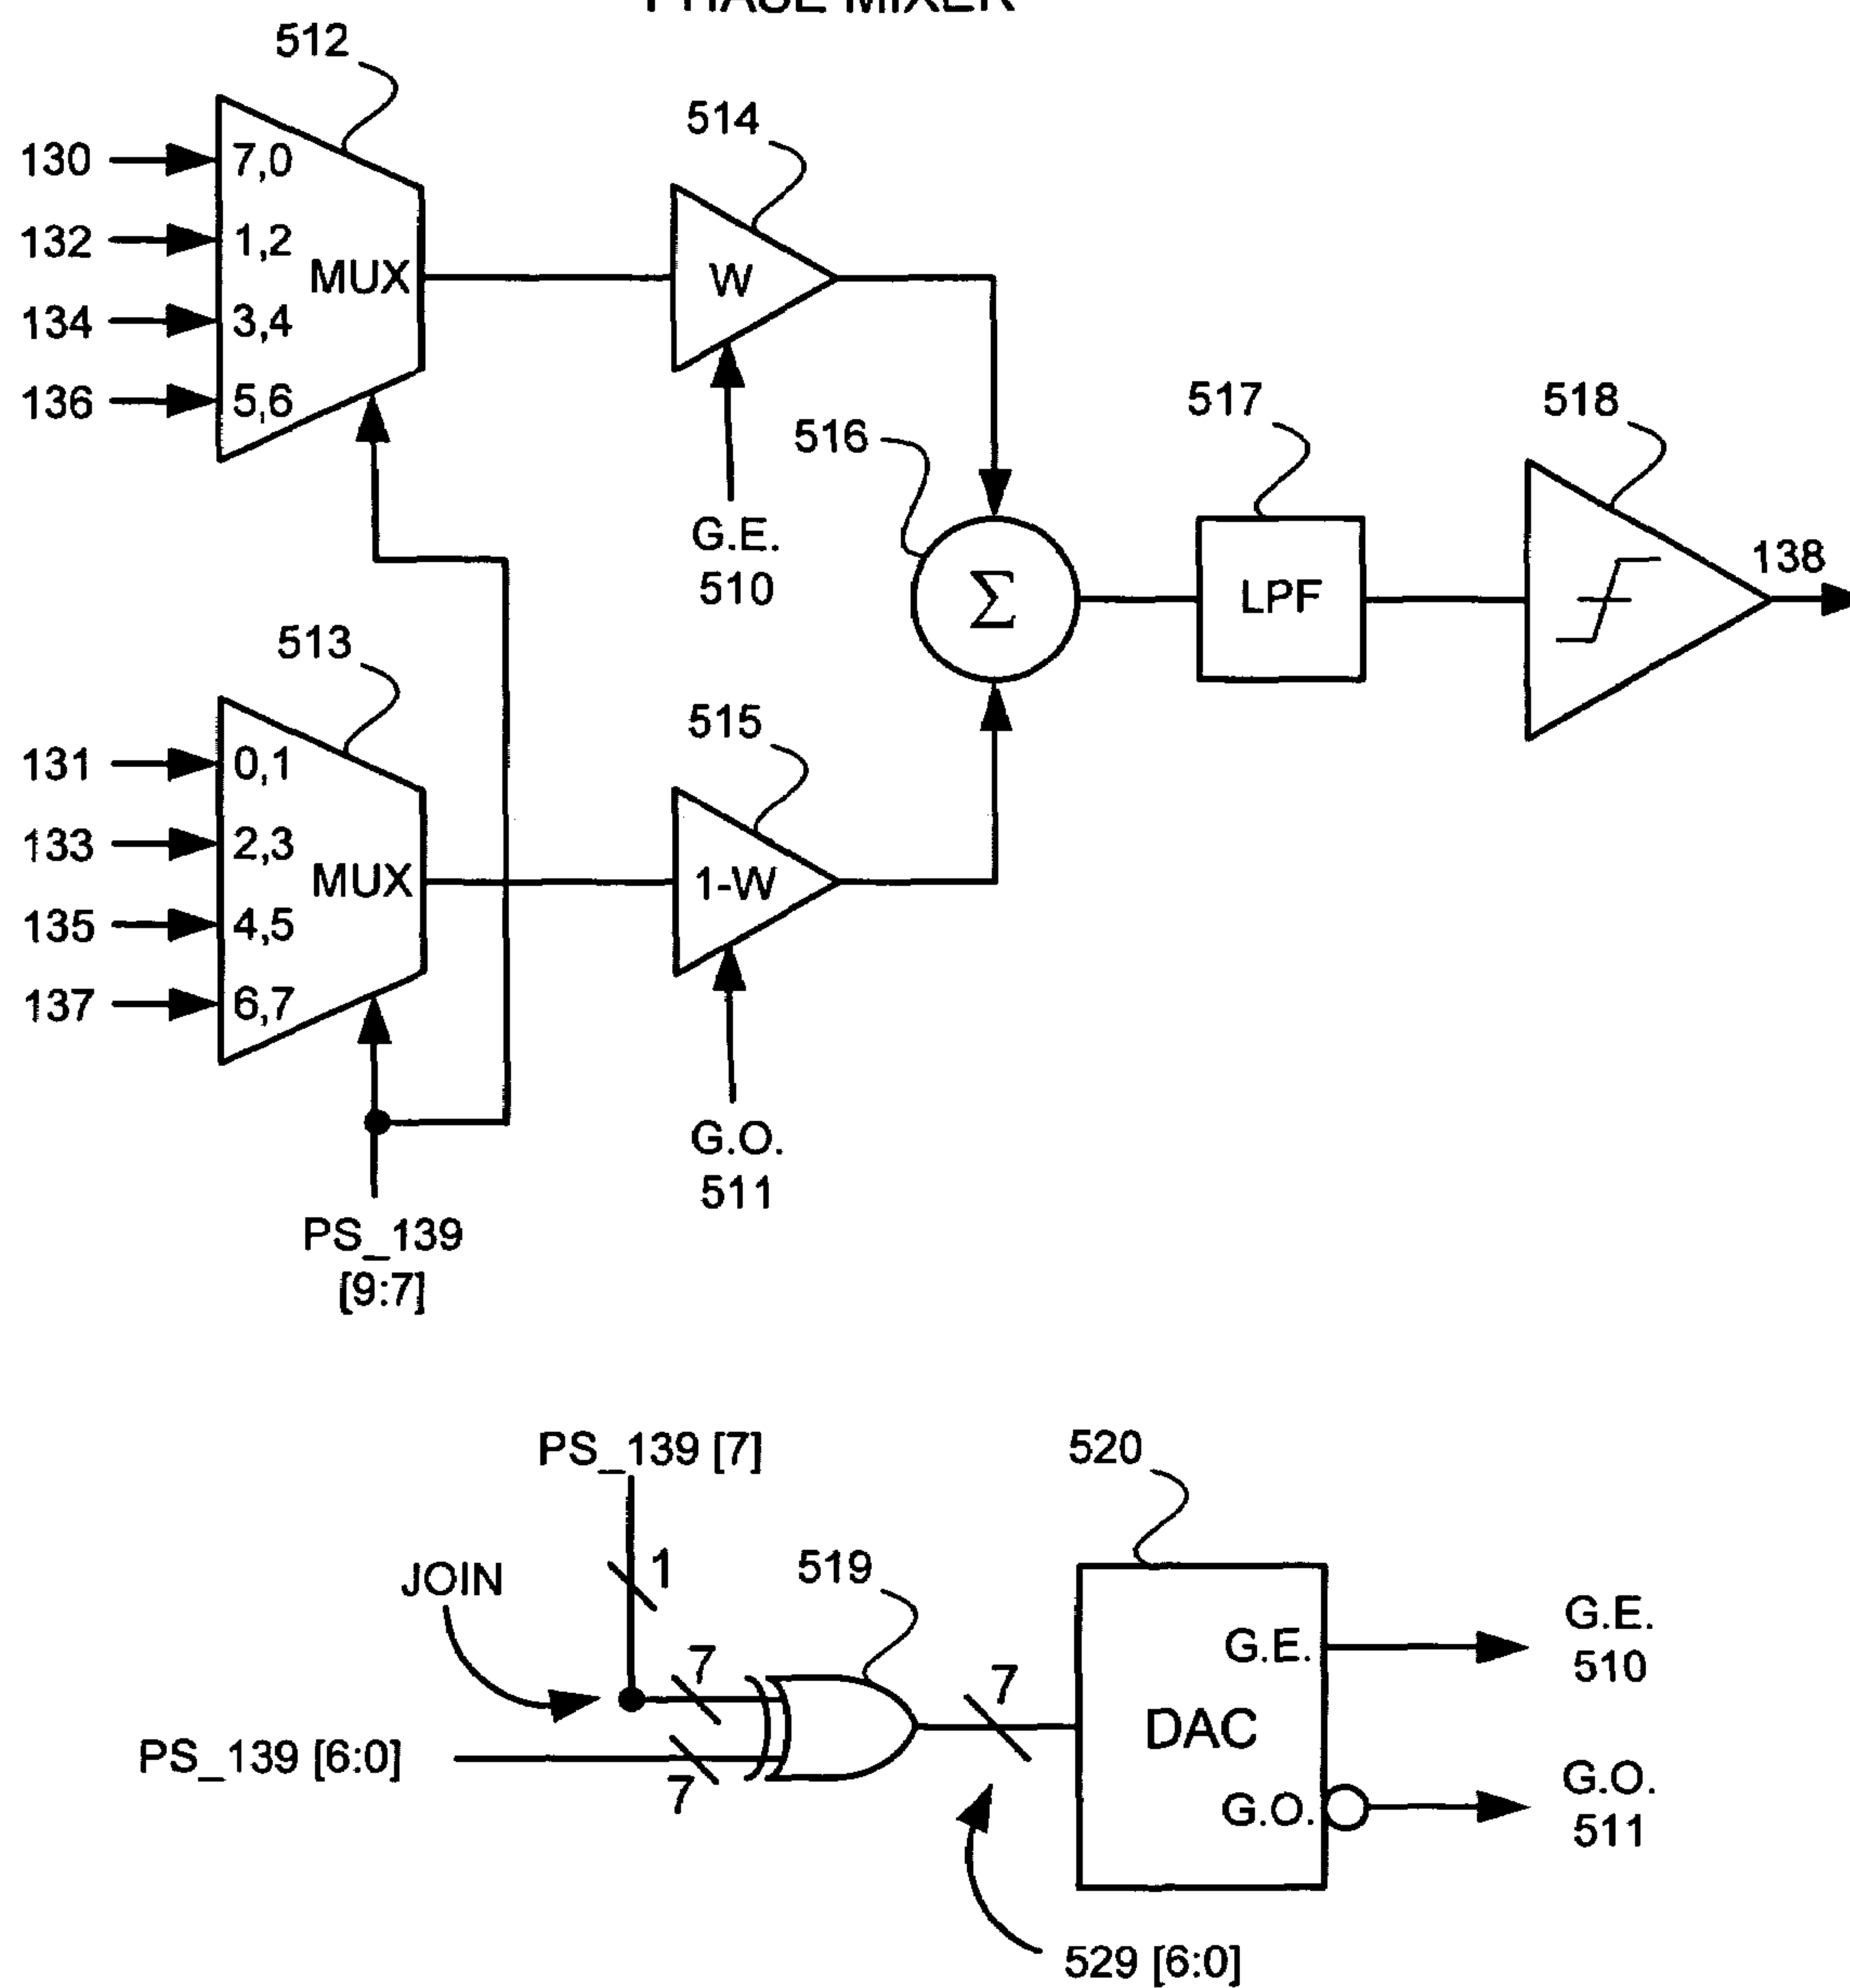 PHASE MIXER
512
130
7,0
132
1,2
MUX
134
3,4
136
5,6
514
W
G.E.
510
516
Σ
517
LPF
518
138
513
131
0,1
133
2,3
MUX
135
4,5
137
6,7
515
1-W
G.O.
511
PS_139
[9:7]
PS_139 [7]
1
JOIN
7
PS_139 [6:0]
7
519
7
529 [6:0]
520
G.E.
DAC
G.O.
G.E.
510
G.O.
511